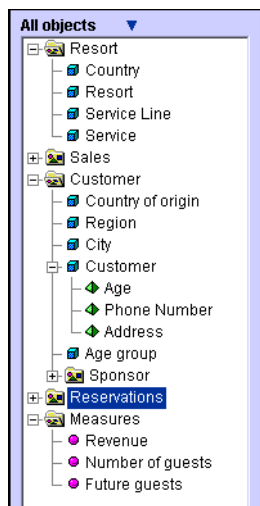 All objects
Resort
Country
Resort
Service Line
Service
Sales
Customer
Country of origin
Region
City
Customer
Age
Phone Number
Address
Age group
Sponsor
Reservations
Measures
Revenue
Number of guests
Future guests